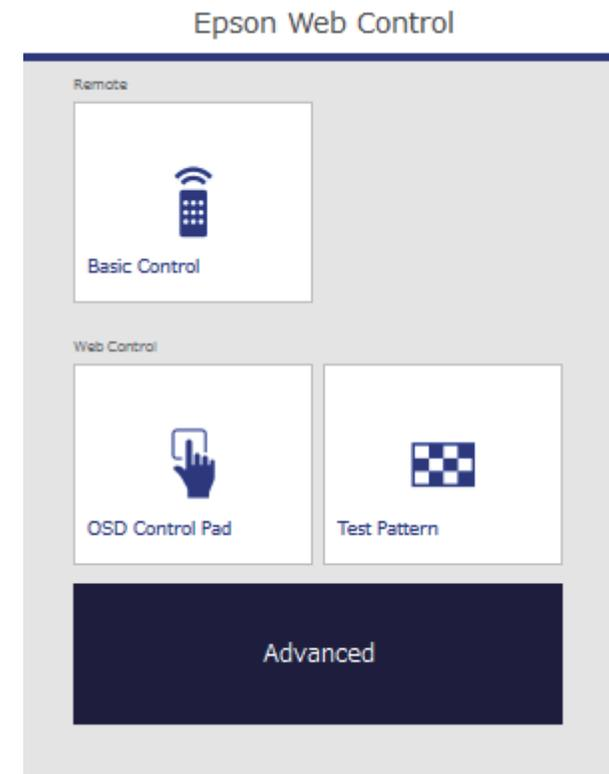 Epson Web Control
Remote
Basic Control
Web Control
OSD Control Pad
Test Pattern
Advanced